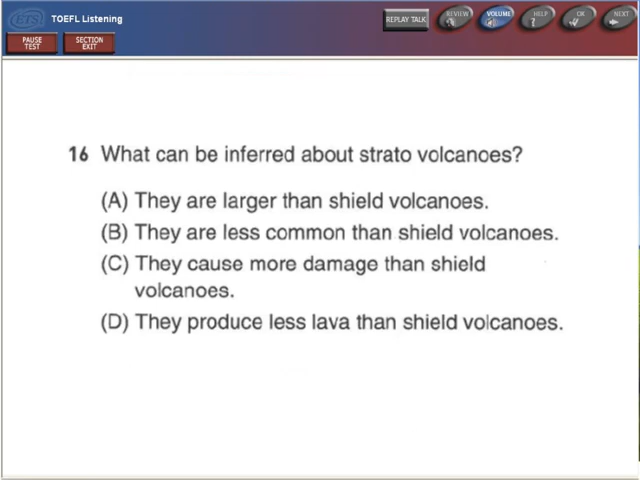 ETS TOEFL Listening
REPLAY TALK
REVIEW
VOLUME
HELP
?
OK
NEXT
PAUSE
TEST
SECTION
EXIT
16 What can be inferred about strato volcanoes?
(A) They are larger than shield volcanoes.
(B) They are less common than shield volcanoes.
(C) They cause more damage than shield
volcanoes.
(D) They produce less lava than shield volcanoes.